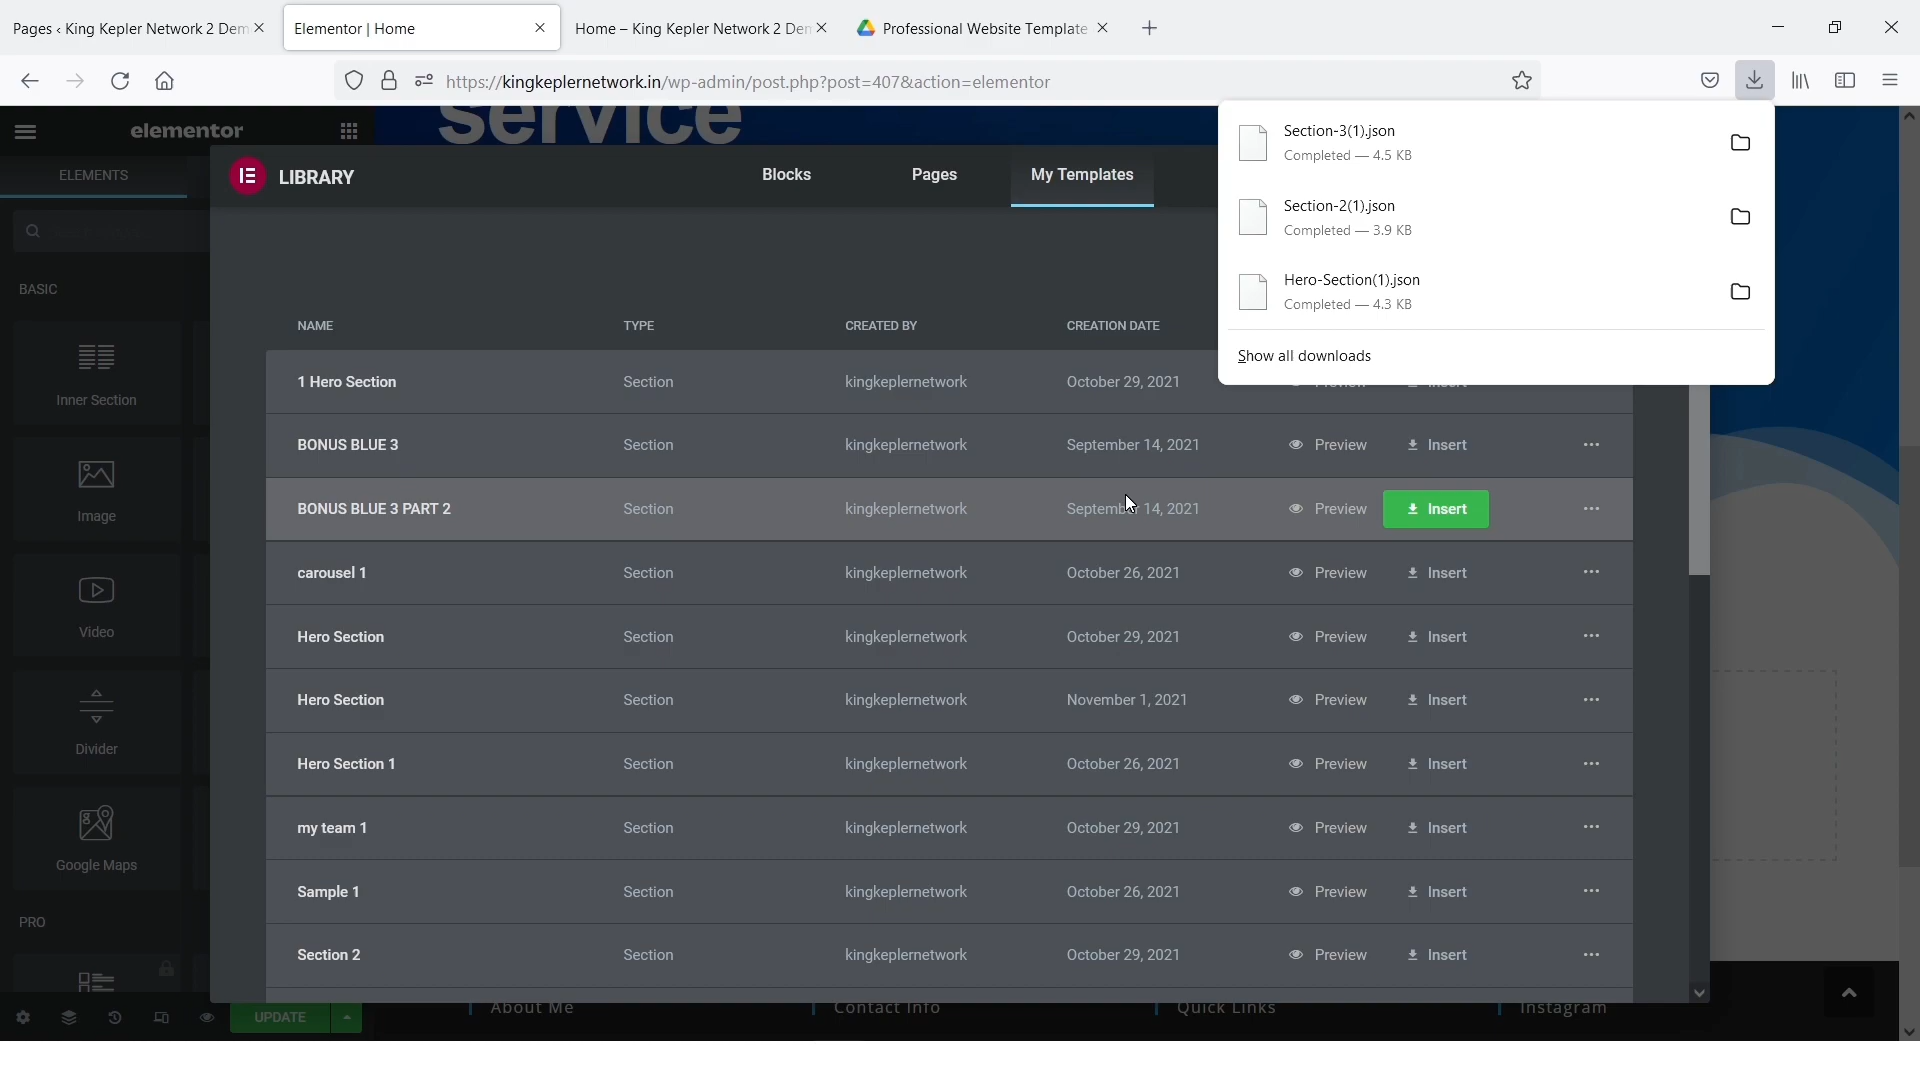 Pages ‹ King Kepler Network 2 Dem
Elementor | Home
Home – King Kepler Network 2 Den
Professional Website Template
https://kingkeplernetwork.in/wp-admin/post.php?post=407&action=elementor
service
elementor
ELEMENTS
LIBRARY
Blocks
Pages
My Templates
Section-3(1).json
Completed — 4.5 KB
Section-2(1).json
Completed — 3.9 KB
Hero-Section(1).json
Completed — 4.3 KB
Show all downloads
BASIC
Inner Section
Image
Video
Divider
Google Maps
PRO
NAME TYPE CREATED BY CREATION DATE
1 Hero Section Section kingkeplernetwork October 29, 2021 Preview Insert
BONUS BLUE 3 Section kingkeplernetwork September 14, 2021 Preview Insert
BONUS BLUE 3 PART 2 Section kingkeplernetwork September 14, 2021 Preview Insert
carousel 1 Section kingkeplernetwork October 26, 2021 Preview Insert
Hero Section Section kingkeplernetwork October 29, 2021 Preview Insert
Hero Section Section kingkeplernetwork November 1, 2021 Preview Insert
Hero Section 1 Section kingkeplernetwork October 26, 2021 Preview Insert
my team 1 Section kingkeplernetwork October 29, 2021 Preview Insert
Sample 1 Section kingkeplernetwork October 26, 2021 Preview Insert
Section 2 Section kingkeplernetwork October 29, 2021 Preview Insert
UPDATE
About Me
Contact Info
Quick Links
Instagram